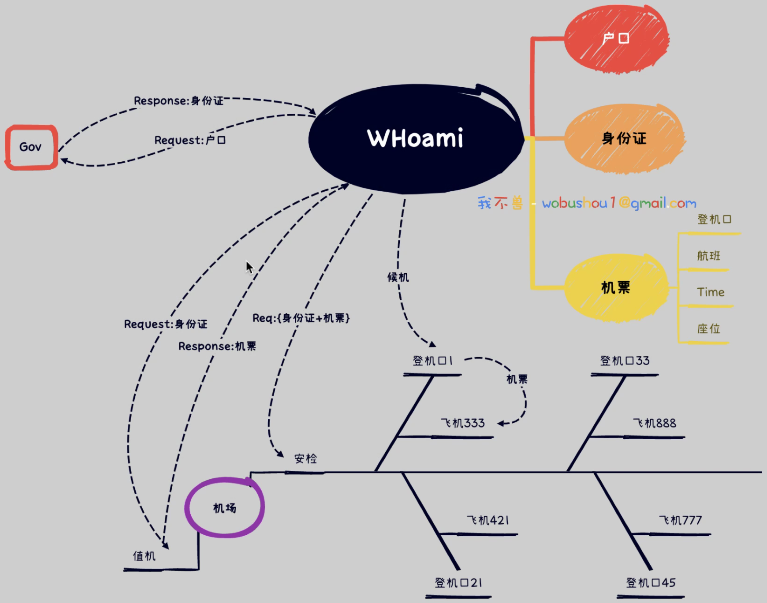 户口
Response:身份证
Gov
Request:户口
WHoami
身份证
我不兽 - wobushou1@gmail.com
登机口
航班
机票
Time
座位
候机
Request:身份证
Req:{身份证+机票}
Response:机票
登机口1
登机口33
机票
飞机333
飞机888
安检
机场
飞机421
飞机777
值机
登机口21
登机口45